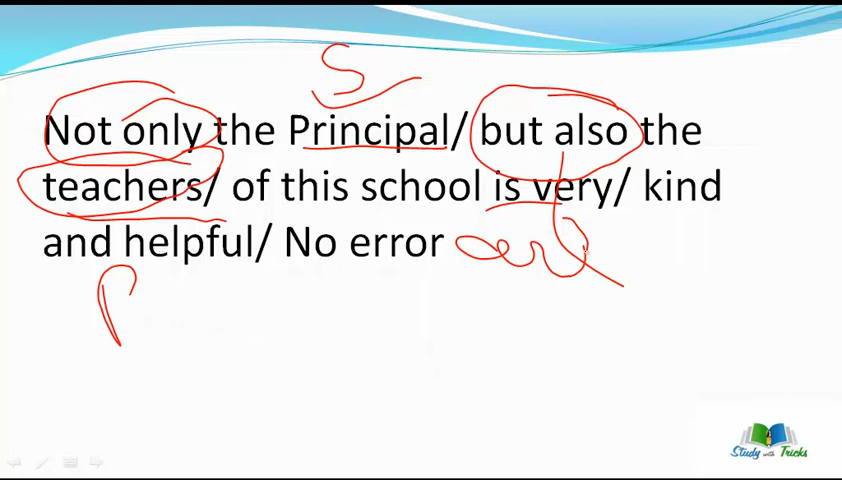 S
Not only the Principal/ but also the
teachers/ of this school is very/ kind
and helpful/ No error are
P
Study with Tricks